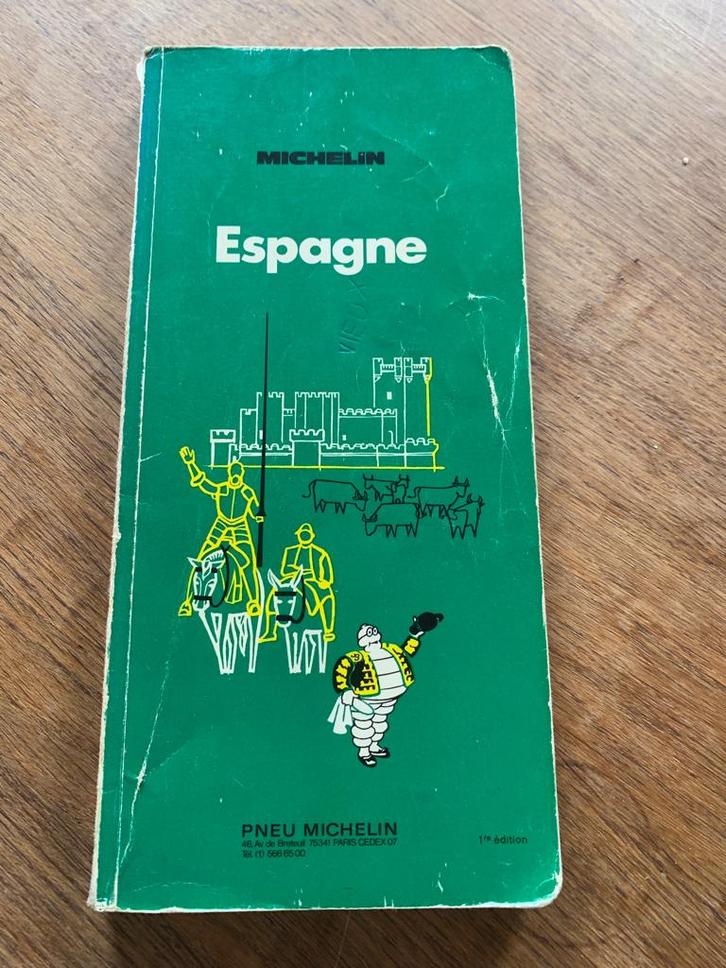 MICHELIN
Espagne
VIEUX
PNEU MICHELIN
46, Av de Breteuil 75341 PARIS CEDEX 07
Tél. (1) 566 65 00
1re édition